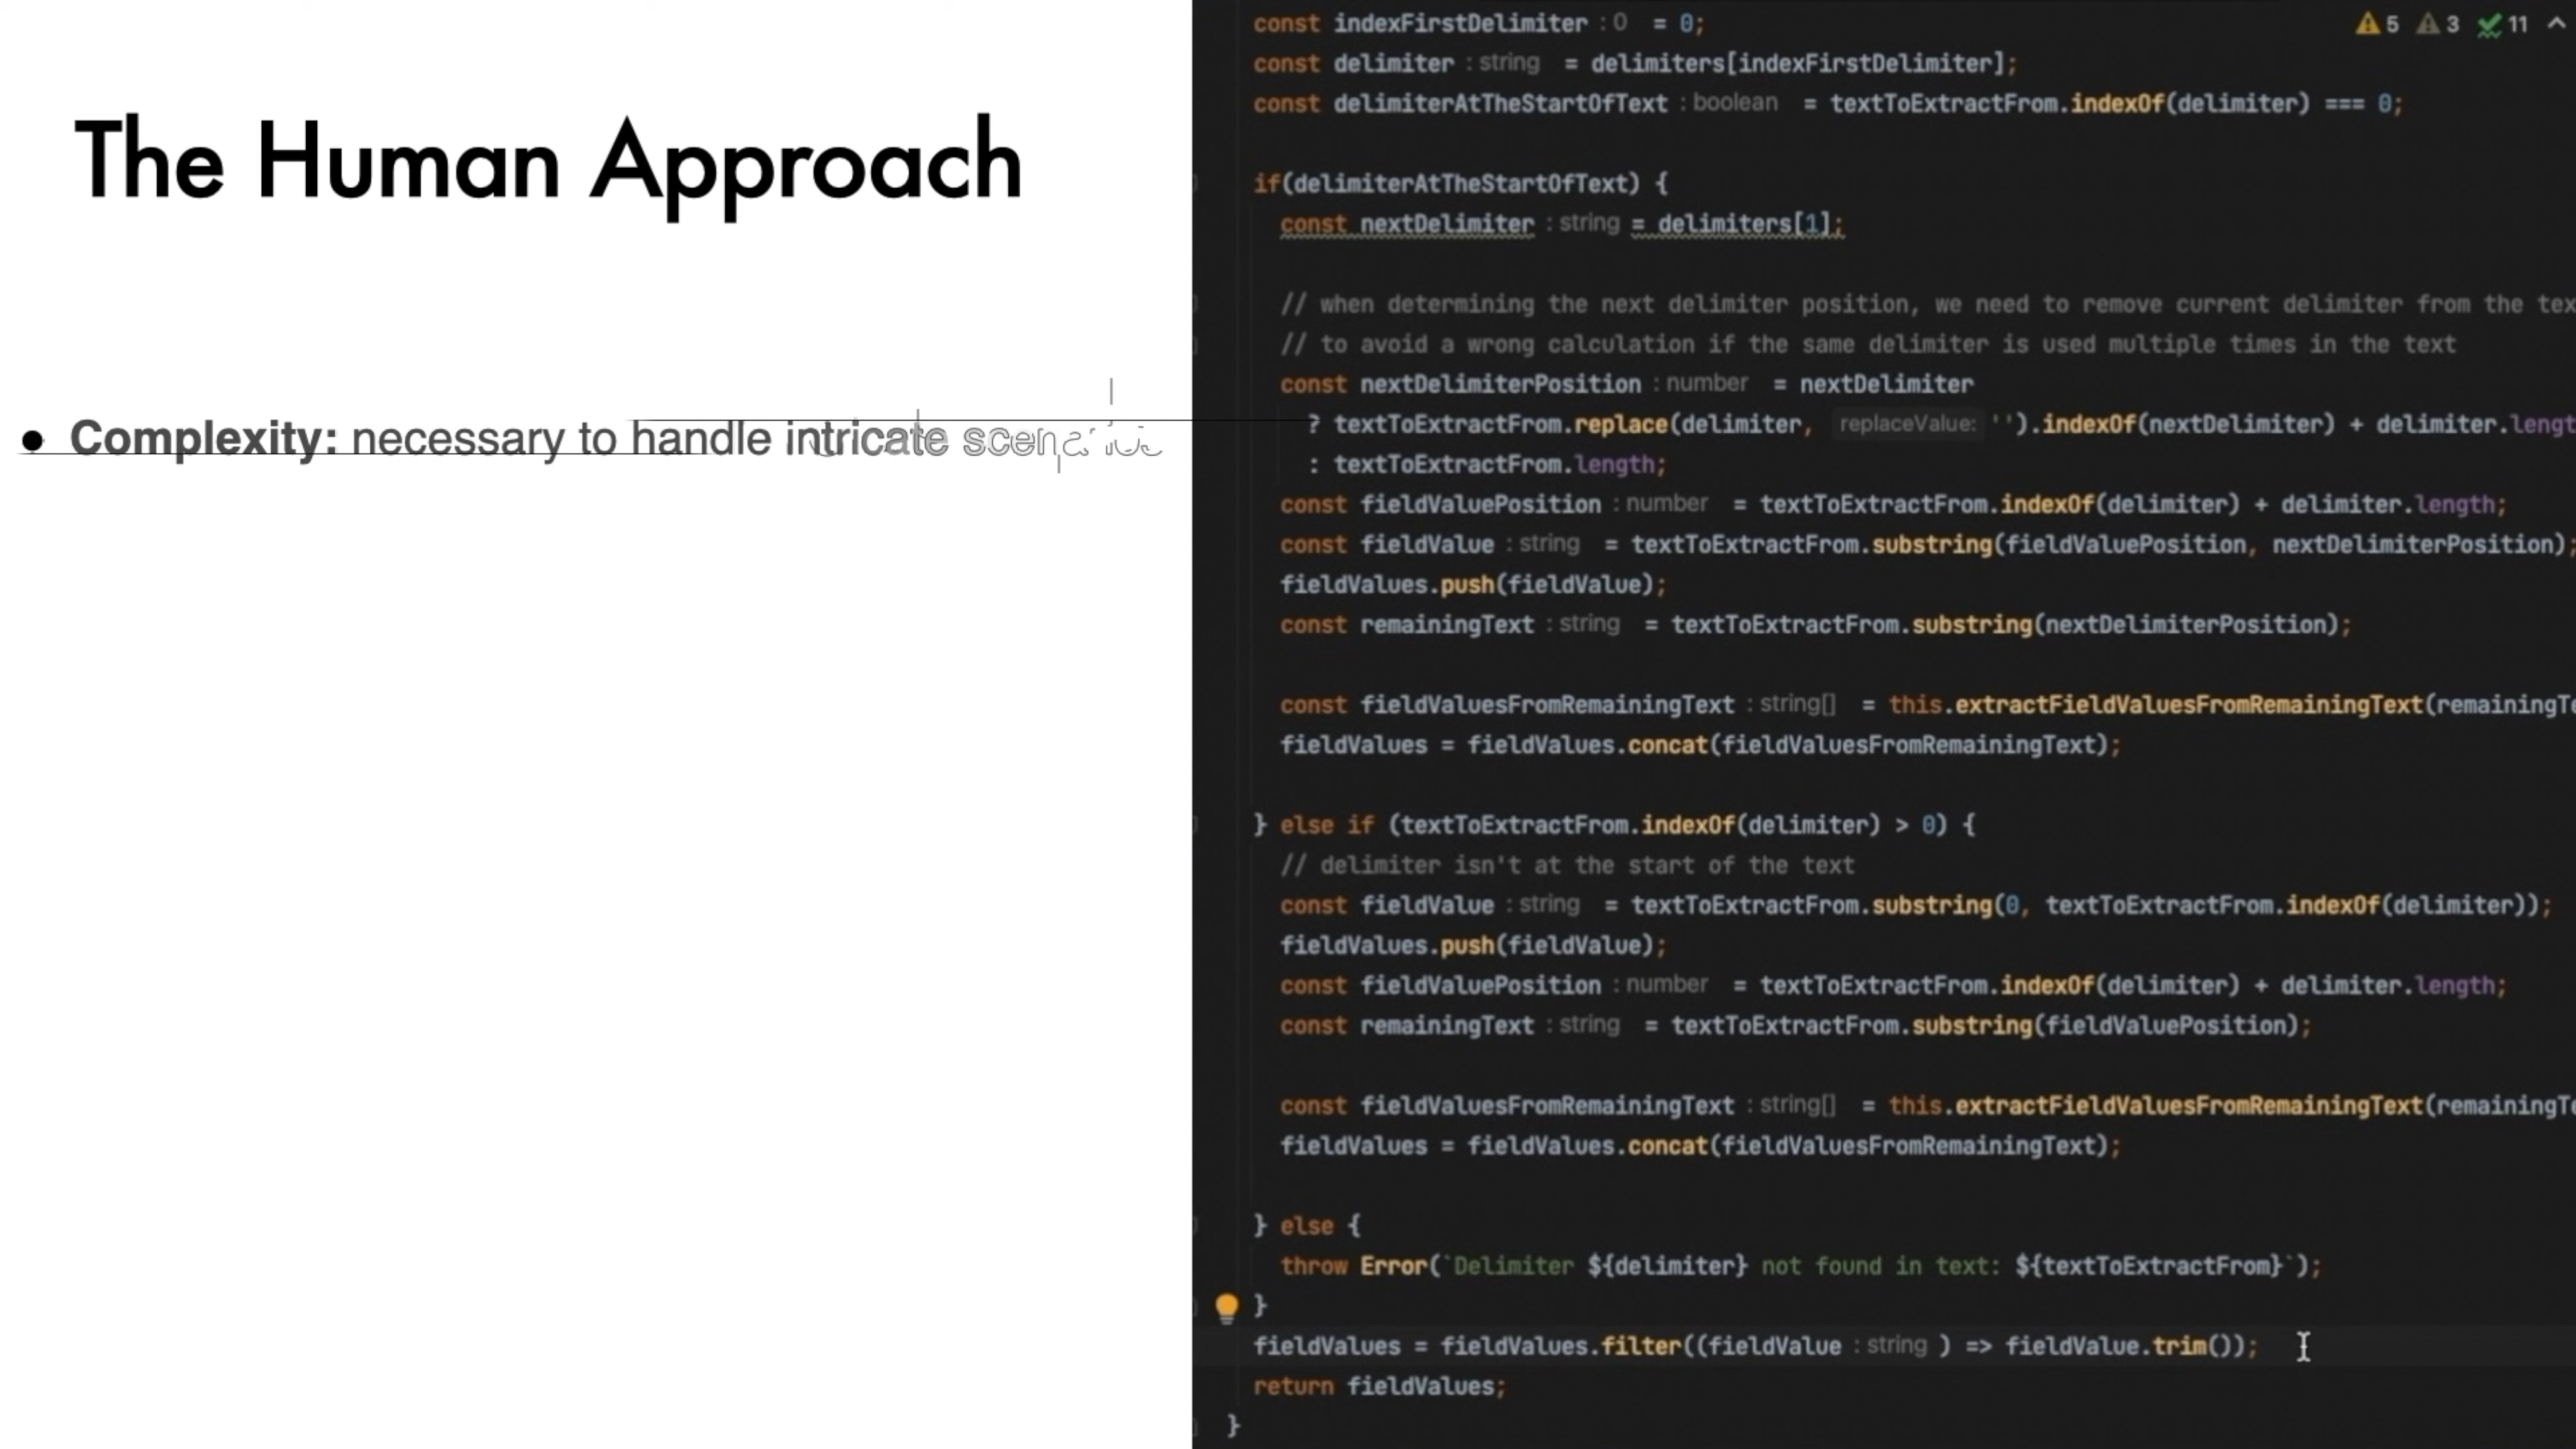 The Human Approach
• Complexity: necessary to handle intricate scenarios
const indexFirstDelimiter : 0 = 0;
const delimiter : string = delimiters[indexFirstDelimiter];
const delimiterAtTheStartOfText : boolean = textToExtractFrom.indexOf(delimiter) === 0;
5 3 11
if(delimiterAtTheStartOfText) {
const nextDelimiter : string = delimiters[1];
// when determining the next delimiter position, we need to remove current delimiter from the tex
// to avoid a wrong calculation if the same delimiter is used multiple times in the text
const nextDelimiterPosition : number = nextDelimiter
? textToExtractFrom.replace(delimiter, replaceValue: '').indexOf(nextDelimiter) + delimiter.lengt
: textToExtractFrom.length;
const fieldValuePosition : number = textToExtractFrom.indexOf(delimiter) + delimiter.length;
const fieldValue : string = textToExtractFrom.substring(fieldValuePosition, nextDelimiterPosition);
fieldValues.push(fieldValue);
const remainingText : string = textToExtractFrom.substring(nextDelimiterPosition);
const fieldValuesFromRemainingText : string[] = this.extractFieldValuesFromRemainingText(remainingTe
fieldValues = fieldValues.concat(fieldValuesFromRemainingText);
} else if (textToExtractFrom.indexOf(delimiter) > 0) {
// delimiter isn't at the start of the text
const fieldValue : string = textToExtractFrom.substring(0, textToExtractFrom.indexOf(delimiter));
fieldValues.push(fieldValue);
const fieldValuePosition : number = textToExtractFrom.indexOf(delimiter) + delimiter.length;
const remainingText : string = textToExtractFrom.substring(fieldValuePosition);
const fieldValuesFromRemainingText : string[] = this.extractFieldValuesFromRemainingText(remainingTe
fieldValues = fieldValues.concat(fieldValuesFromRemainingText);
} else {
throw Error(`Delimiter ${delimiter} not found in text: ${textToExtractFrom}`);
}
fieldValues = fieldValues.filter((fieldValue : string ) => fieldValue.trim());
return fieldValues;
}